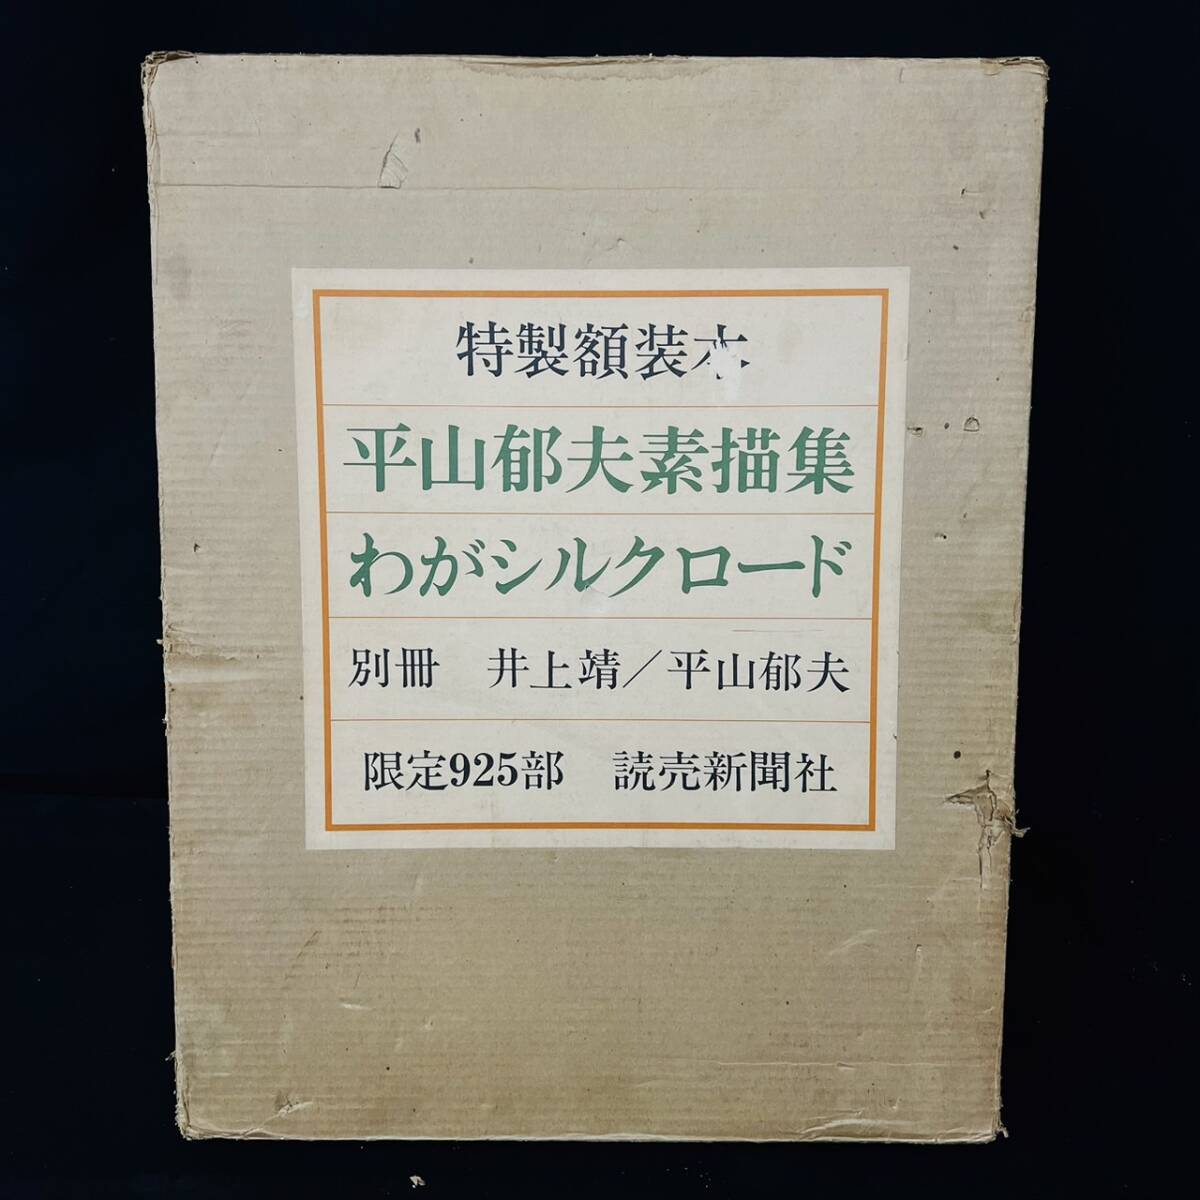 特製額装本
平山郁夫素描集
わがシルクロード
別冊　井上靖／平山郁夫
限定925部　読売新聞社